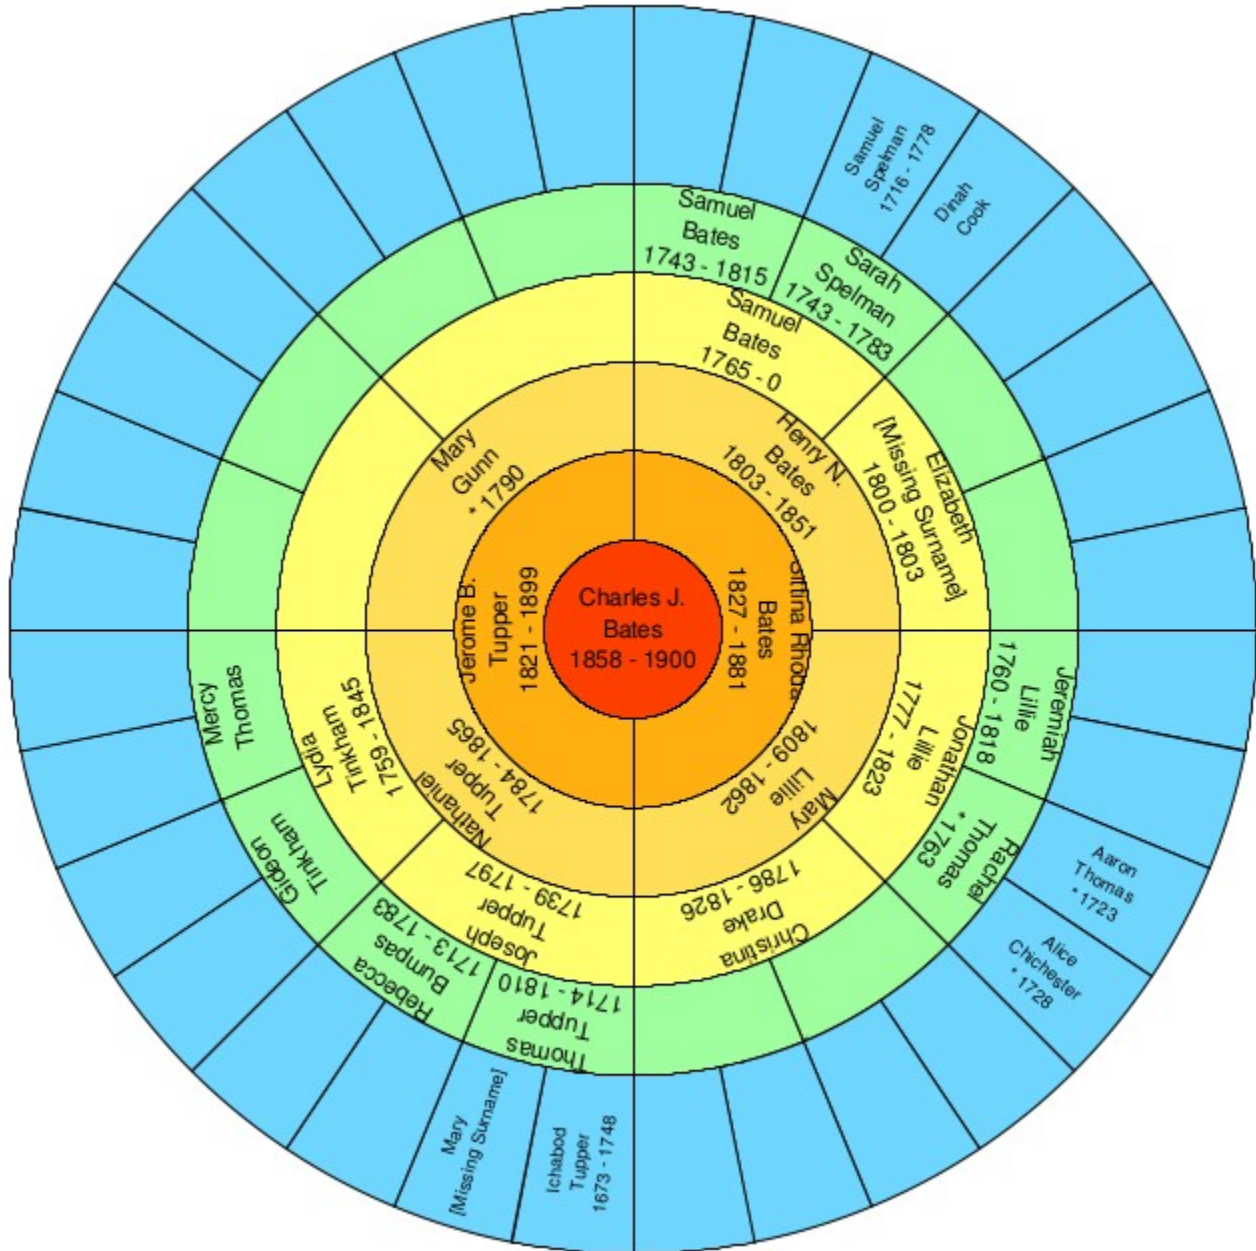 Charles J.
Bates
1858 - 1900
Jerome B.
Tupper
1821 - 1899
Rhoda
Bates
1827 - 1881
Mary
Gunn
* 1790
Henry N.
Bates
1803 - 1851
Mary
Lillie
1809 - 1862
Nathaniel
Tupper
1784 - 1865
Samuel
Bates
1765 - 0
Elizabeth
[Missing Surname]
1800 - 1803
Jonathan
Lillie
1777 - 1823
Christina
Drake
1786 - 1826
Joseph
Tupper
1739 - 1797
Lydia
Tinkham
1759 - 1845
Samuel
Bates
1743 - 1815
Sarah
Spelman
1743 - 1783
Jeremiah
Lillie
1760 - 1818
Rachel
Thomas
* 1763
Thomas
Tupper
1714 - 1810
Rebecca
Bumpas
1713 - 1783
Gideon
Tinkham
Mercy
Thomas
Samuel
Spelman
1716 - 1778
Dinah
Cook
Aaron
Thomas
* 1723
Alice
Chichester
* 1728
Ichabod
Tupper
1673 - 1748
Mary
[Missing Surname]